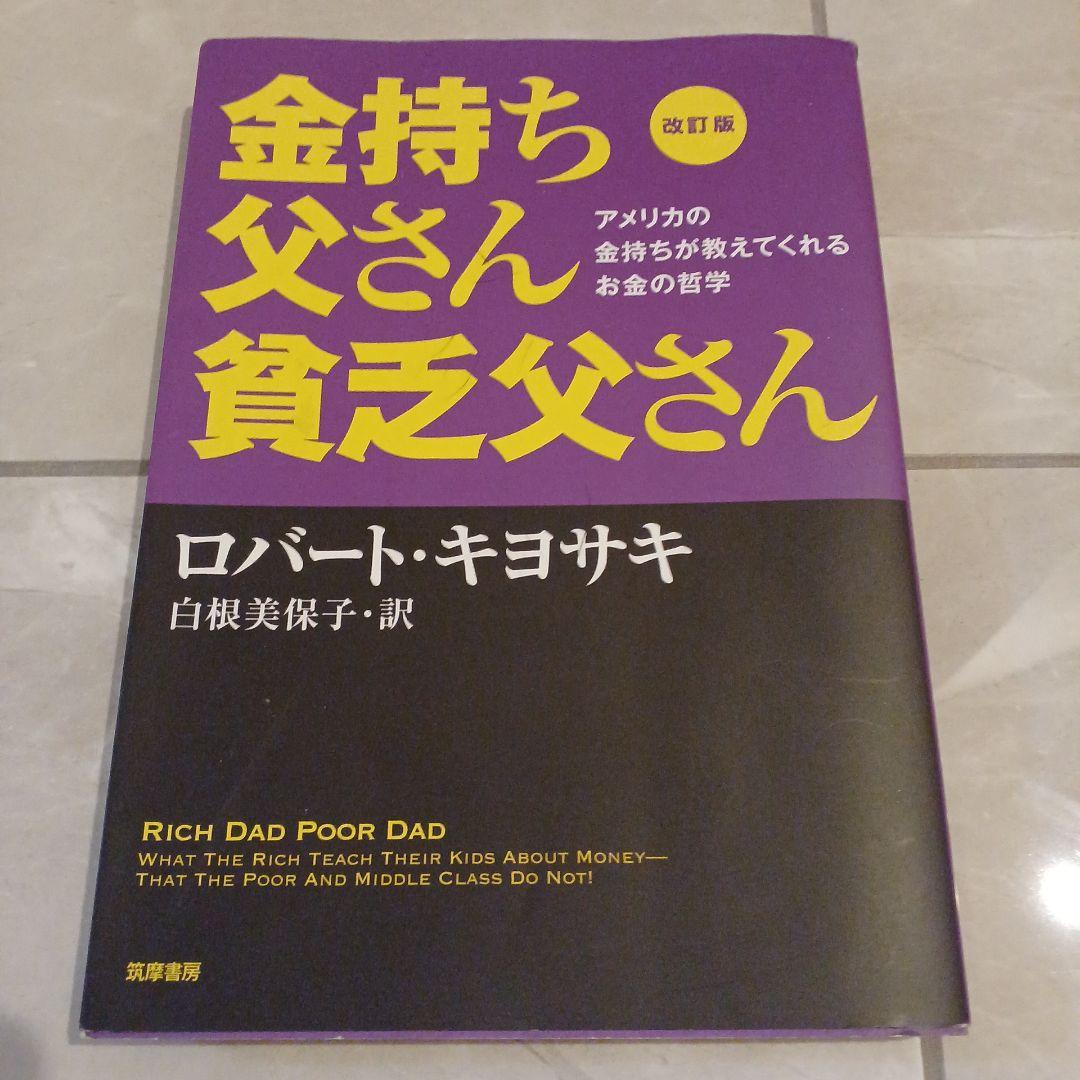 金持ち
父さん
貧乏父さん
改訂版
アメリカの
金持ちが教えてくれる
お金の哲学
ロバート・キヨサキ
白根美保子・訳
RICH DAD POOR DAD
WHAT THE RICH TEACH THEIR KIDS ABOUT MONEY—
THAT THE POOR AND MIDDLE CLASS DO NOT!
筑摩書房